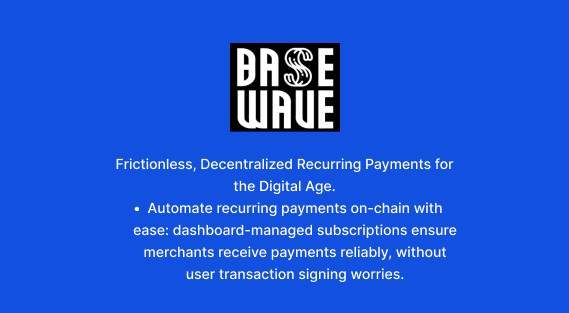 BASE
WAVE
Frictionless, Decentralized Recurring Payments for
the Digital Age.
• Automate recurring payments on-chain with
ease: dashboard-managed subscriptions ensure
merchants receive payments reliably, without
user transaction signing worries.